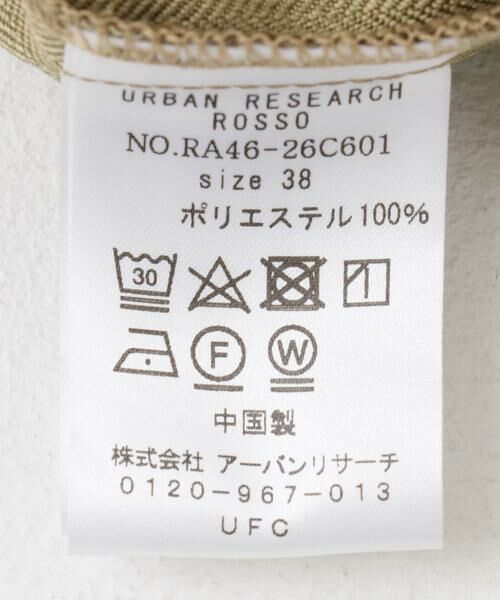 URBAN RESEARCH
ROSSO
NO.RA46-26C601
size 38
ポリエステル100%
30
F W
中国製
株式会社 アーバンリサーチ
0120-967-013
UFC